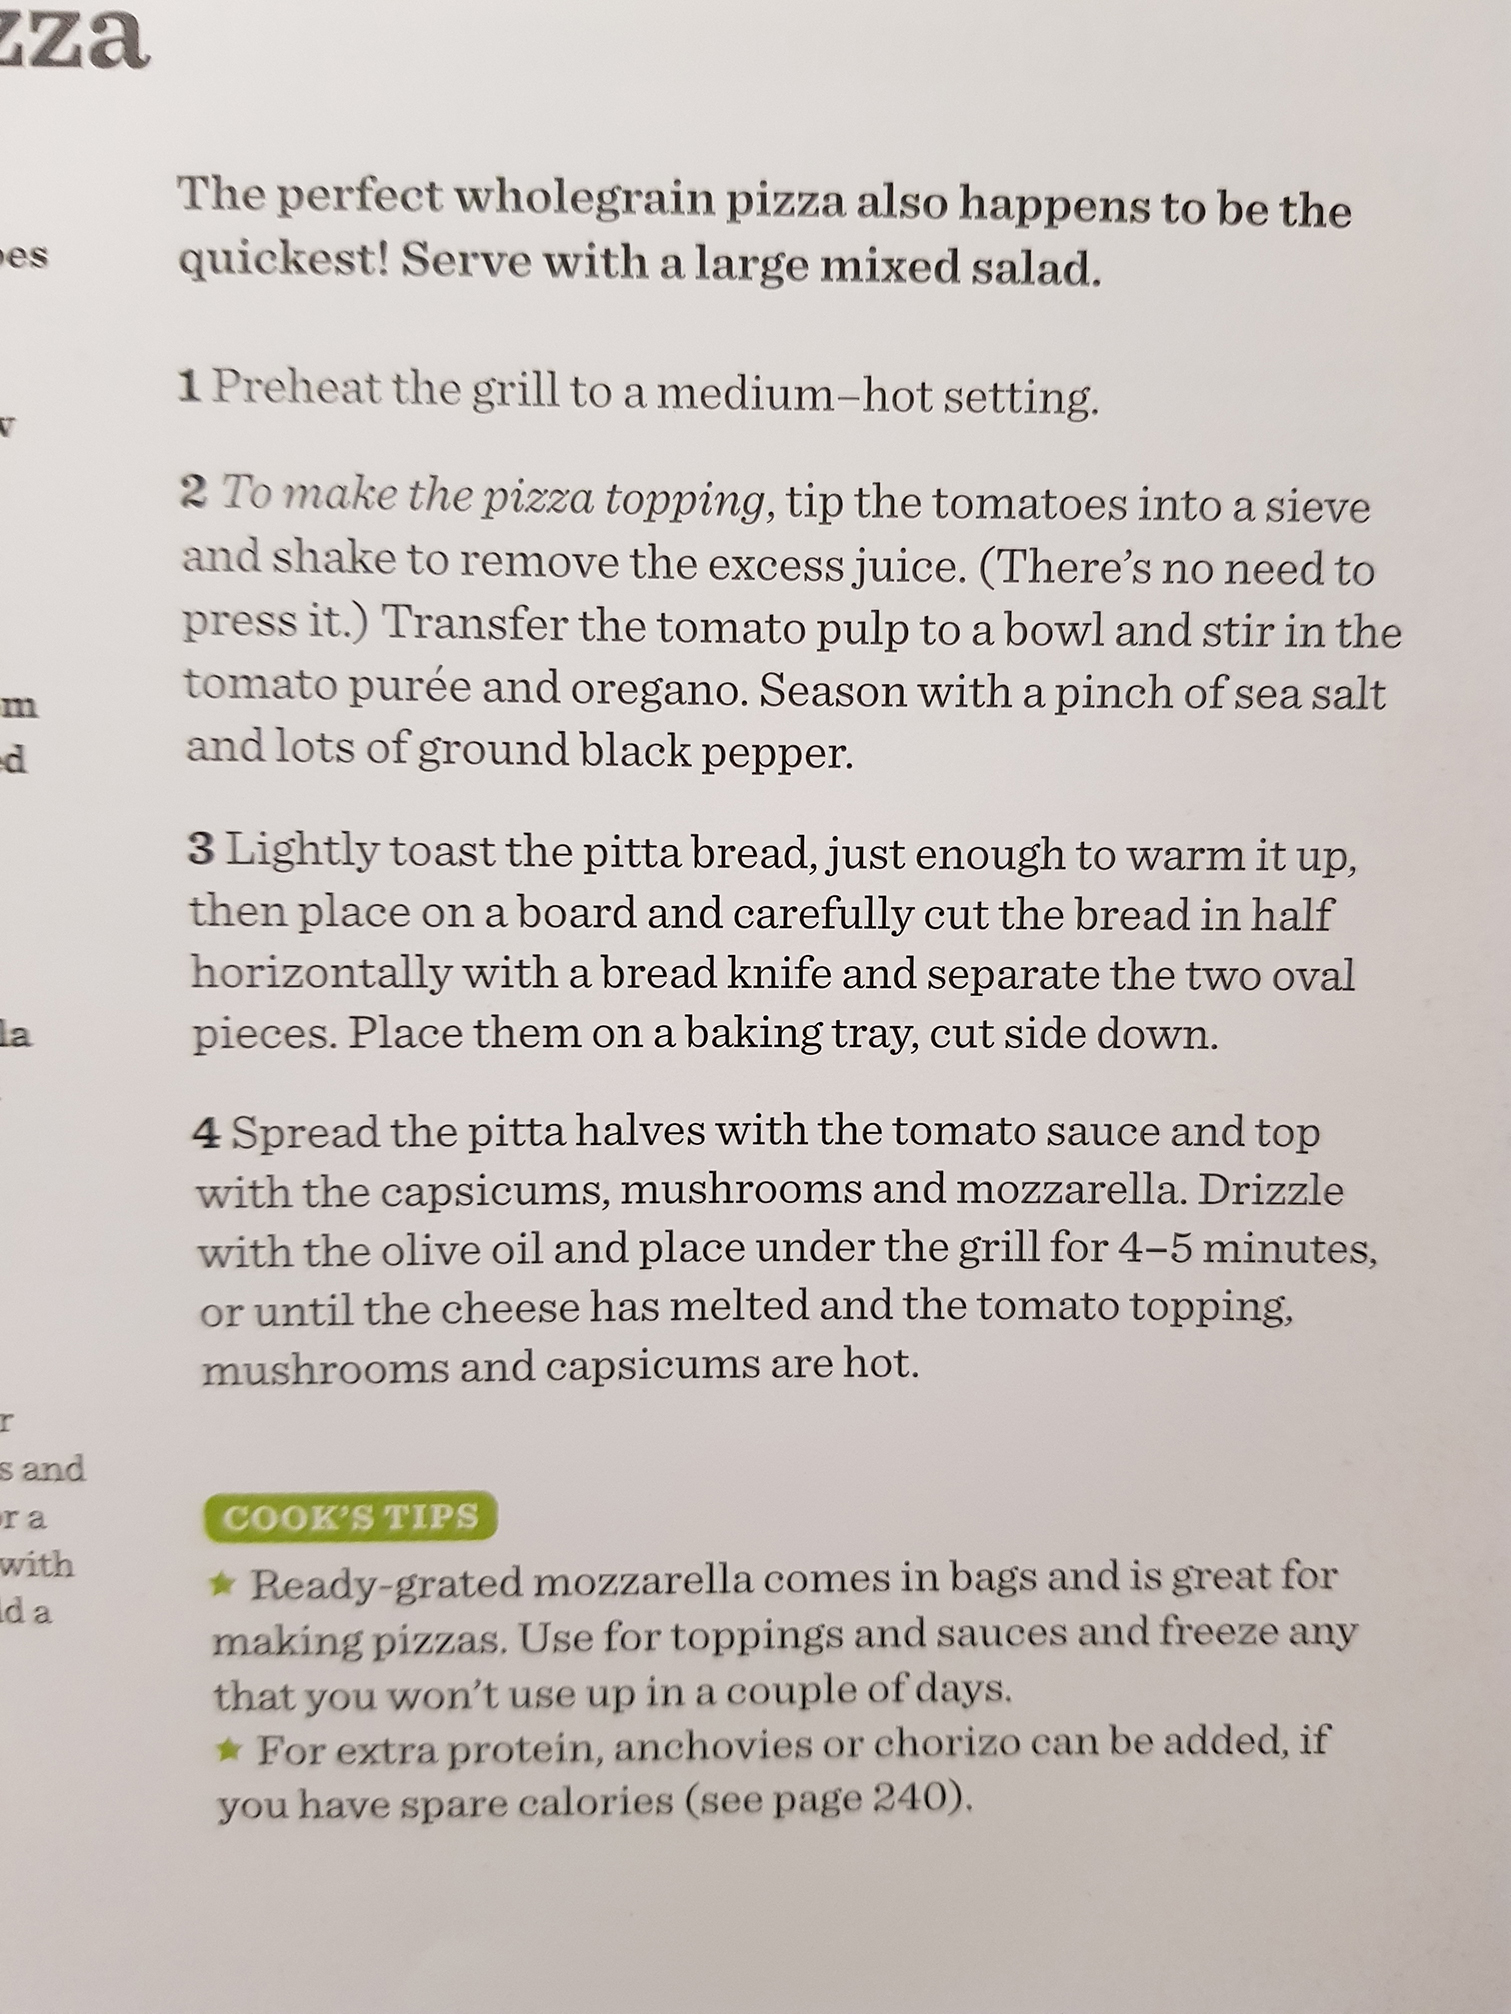 The perfect wholegrain pizza also happens to be the
quickest! Serve with a large mixed salad.
1 Preheat the grill to a medium–hot setting.
2 To make the pizza topping, tip the tomatoes into a sieve
and shake to remove the excess juice. (There's no need to
press it.) Transfer the tomato pulp to a bowl and stir in the
tomato purée and oregano. Season with a pinch of sea salt
and lots of ground black pepper.
3 Lightly toast the pitta bread, just enough to warm it up,
then place on a board and carefully cut the bread in half
horizontally with a bread knife and separate the two oval
pieces. Place them on a baking tray, cut side down.
4 Spread the pitta halves with the tomato sauce and top
with the capsicums, mushrooms and mozzarella. Drizzle
with the olive oil and place under the grill for 4–5 minutes,
or until the cheese has melted and the tomato topping,
mushrooms and capsicums are hot.
s and
r a
with
d a
COOK'S TIPS
★ Ready-grated mozzarella comes in bags and is great for
making pizzas. Use for toppings and sauces and freeze any
that you won't use up in a couple of days.
★ For extra protein, anchovies or chorizo can be added, if
you have spare calories (see page 240).